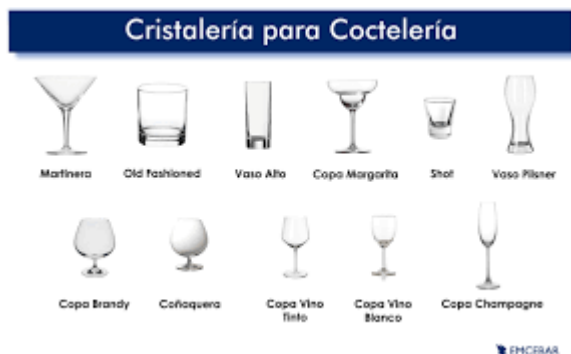 Cristalería para Coctelería
Martinera
Old Fashioned
Vaso Alto
Copa Margarita
Shot
Vaso Pilsner
Copa Brandy
Coñaquera
Copa Vino
Tinto
Copa Vino
Blanco
Copa Champagne
EMCEBAR